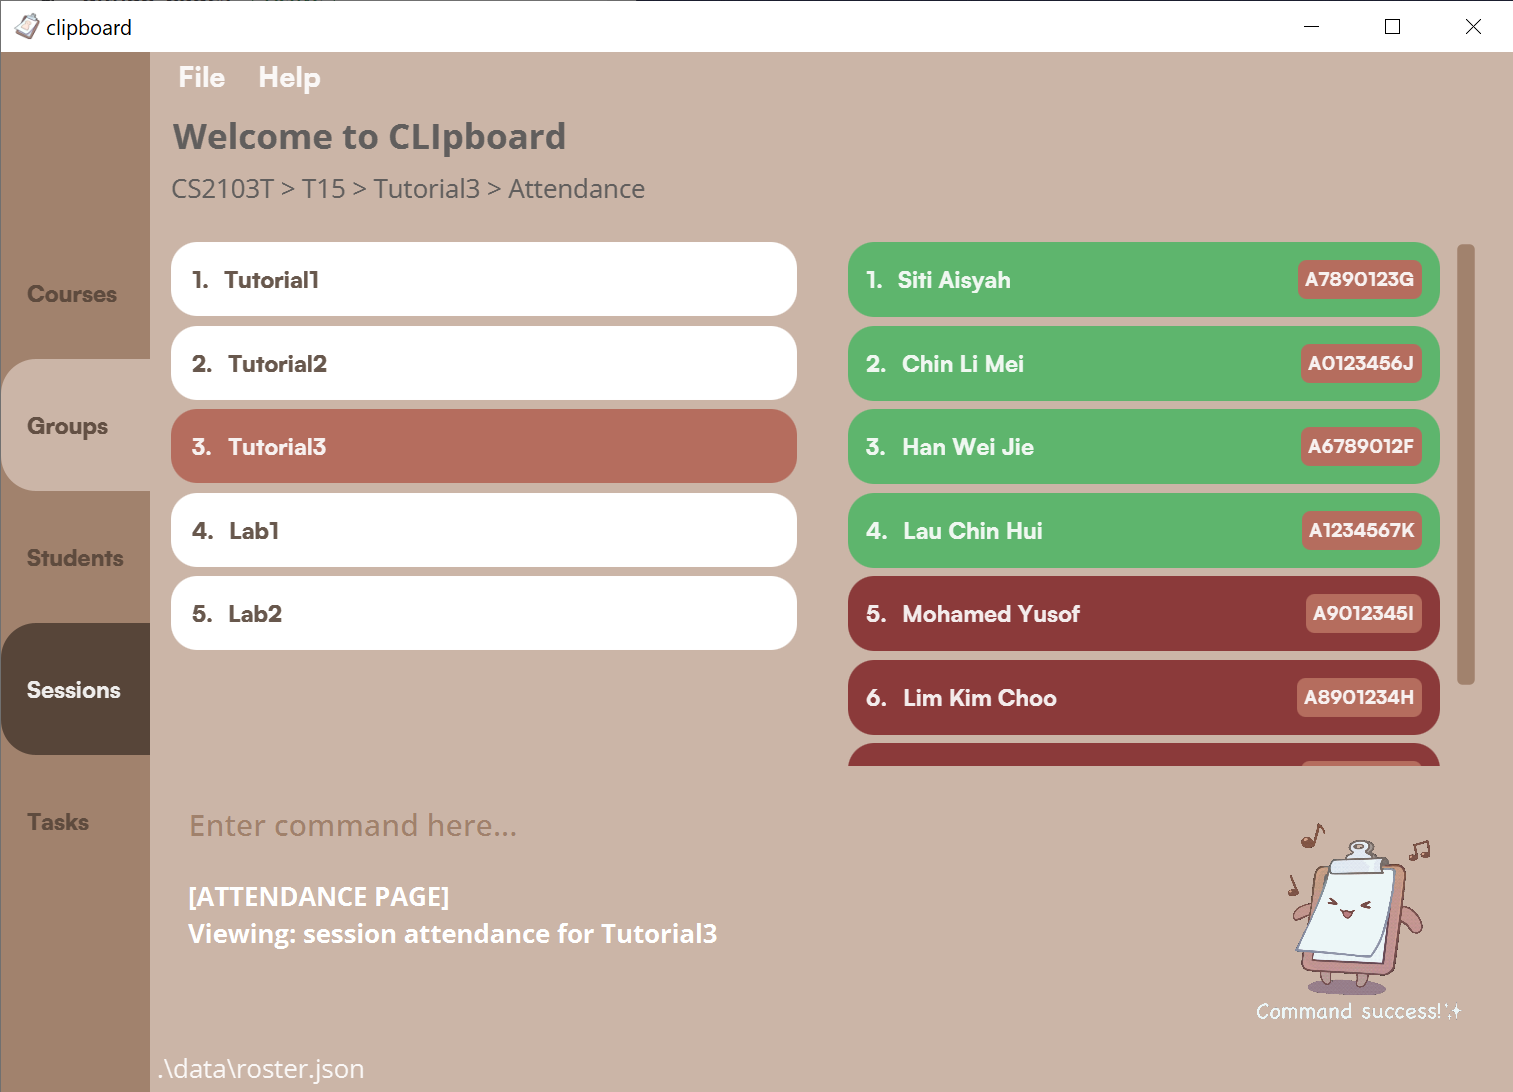 clipboard
File Help
Welcome to CLIpboard
CS2103T > T15 > Tutorial3 > Attendance
Courses
Groups
Students
Sessions
Tasks
1. Tutorial1
2. Tutorial2
3. Tutorial3
4. Lab1
5. Lab2
1. Siti Aisyah A7890123G
2. Chin Li Mei A0123456J
3. Han Wei Jie A6789012F
4. Lau Chin Hui A1234567K
5. Mohamed Yusof A9012345I
6. Lim Kim Choo A8901234H
Enter command here...
[ATTENDANCE PAGE]
Viewing: session attendance for Tutorial3
Command success!
.\data\roster.json